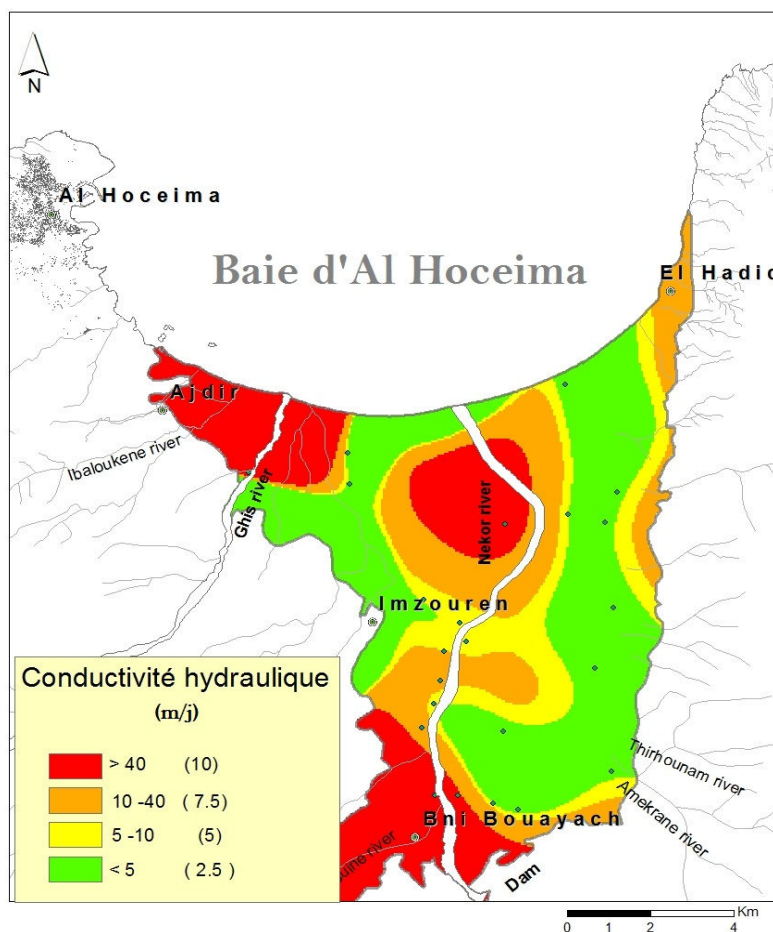 N
Al Hoceima
Baie d'Al Hoceima
El Hadid
Ajdir
Ibaloukene river
Ghis river
Nekor river
Imzouren
Conductivité hydraulique
(m/j)
> 40 (10)
10 -40 ( 7.5)
5 -10 (5)
< 5 ( 2.5 )
Thirhounam river
Amekrane river
Bni Bouayach
river
Dam
0 1 2 4 Km